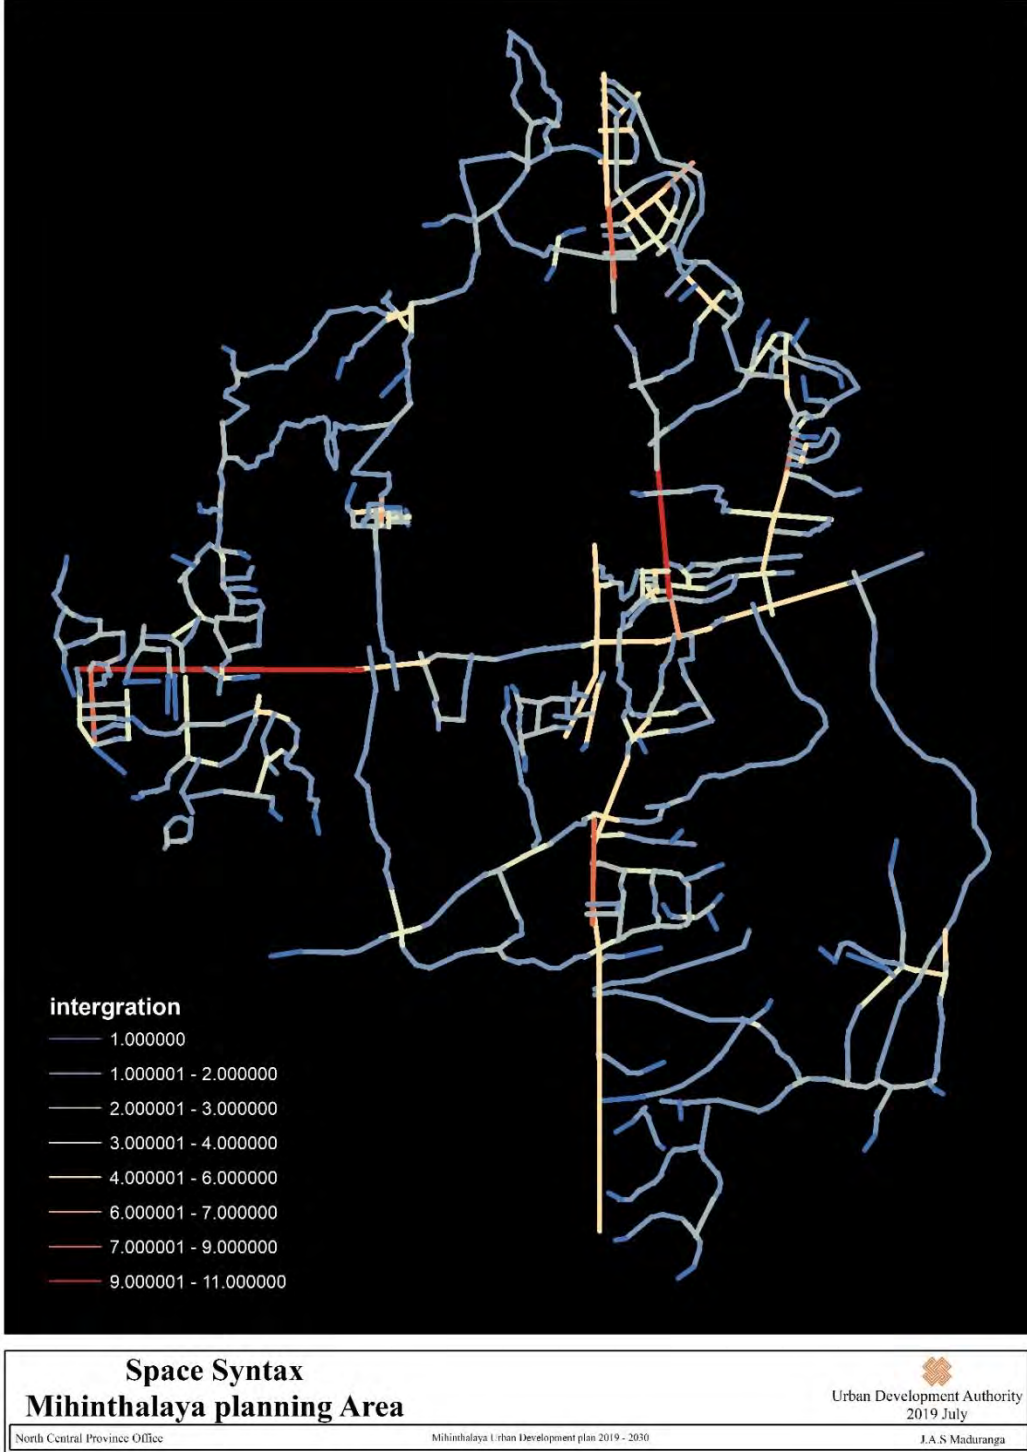 intergration
1.000000
1.000001 - 2.000000
2.000001 - 3.000000
3.000001 - 4.000000
4.000001 - 6.000000
6.000001 - 7.000000
7.000001 - 9.000000
9.000001 - 11.000000
Space Syntax
Mihinthalaya planning Area
Urban Development Authority
2019 July
North Central Province Office
Mihinthalaya Urban Development plan 2019 - 2030
J.A.S Maduranga